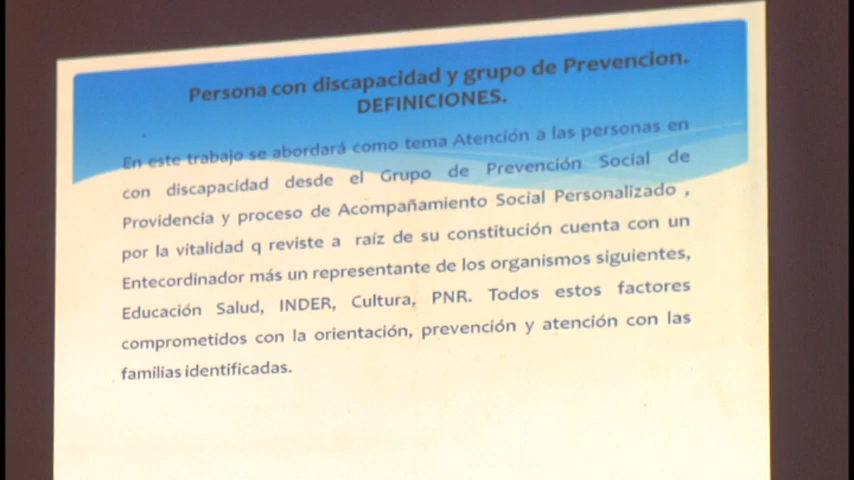 Persona con discapacidad y grupo de Prevencion.
DEFINICIONES.
En este trabajo se abordará como tema Atención a las personas en
con discapacidad desde el Grupo de Prevención Social de
Providencia y proceso de Acompañamiento Social Personalizado ,
por la vitalidad q reviste a raíz de su constitución cuenta con un
Entecordinador más un representante de los organismos siguientes,
Educación Salud, INDER, Cultura, PNR. Todos estos factores
comprometidos con la orientación, prevención y atención con las
familias identificadas.